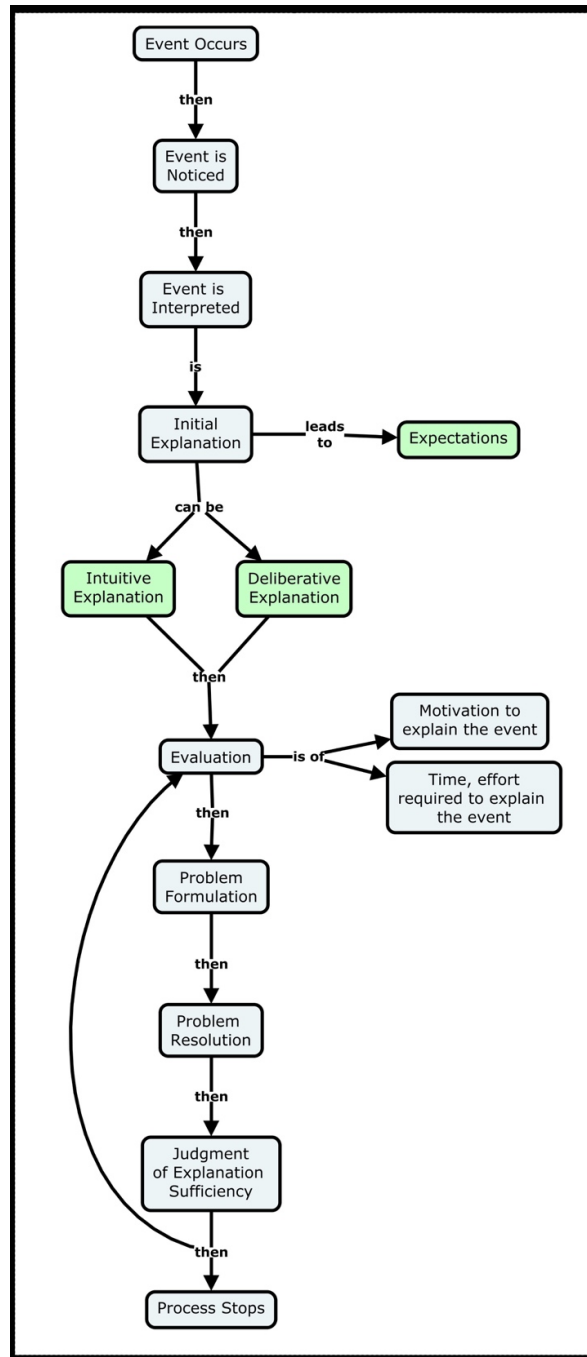 Event Occurs
then
Event is
Noticed
then
Event is
Interpreted
is
Initial
Explanation
leads
to
Expectations
can be
Intuitive
Explanation
Deliberative
Explanation
then
Evaluation
is of
Motivation to
explain the event
Time, effort
required to explain
the event
then
Problem
Formulation
then
Problem
Resolution
then
Judgment
of Explanation
Sufficiency
then
Process Stops